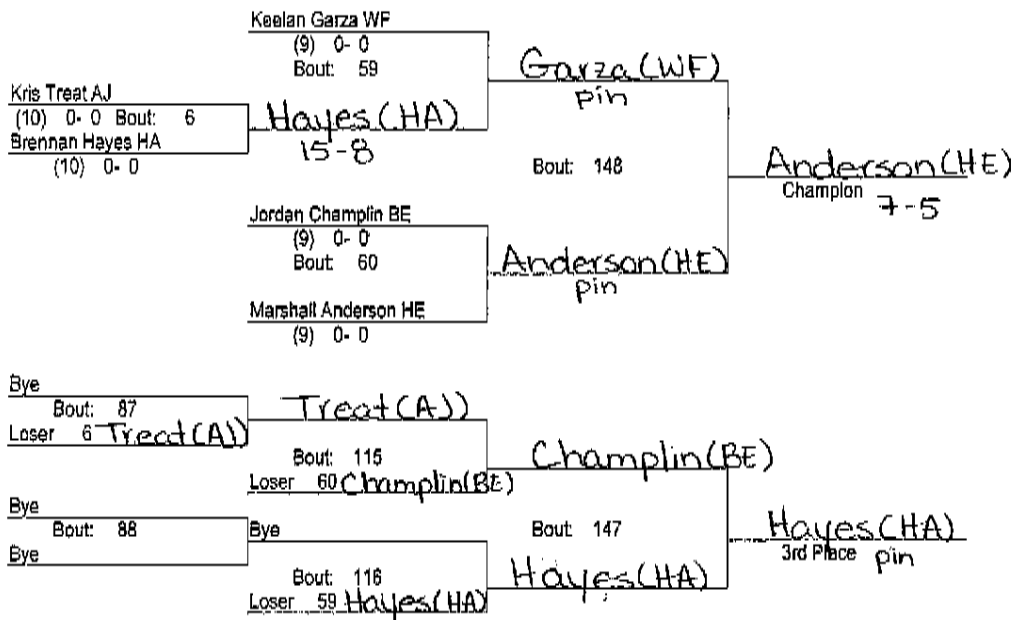 Keelan Garza WF
(9) 0- 0
Bout: 59
Garza (WF)
pin
Kris Treat AJ
(10) 0- 0 Bout: 6
Hayes (HA)
15-8
Brennan Hayes HA
(10) 0- 0
Bout: 148
Anderson (HE)
Champion 7-5
Jordan Champlin BE
(9) 0- 0
Bout: 60
Anderson (HE)
pin
Marshall Anderson HE
(9) 0- 0
Bye
Bout: 87
Treat (AJ)
Loser 6 Treat (AJ)
Bout: 115
Champlin (BE)
Loser 60 Champlin (BE)
Bye
Bout: 88
Bye
Bye
Bout: 147
Hayes (HA)
3rd Place pin
Bout: 116
Hayes (HA)
Loser 59 Hayes (HA)